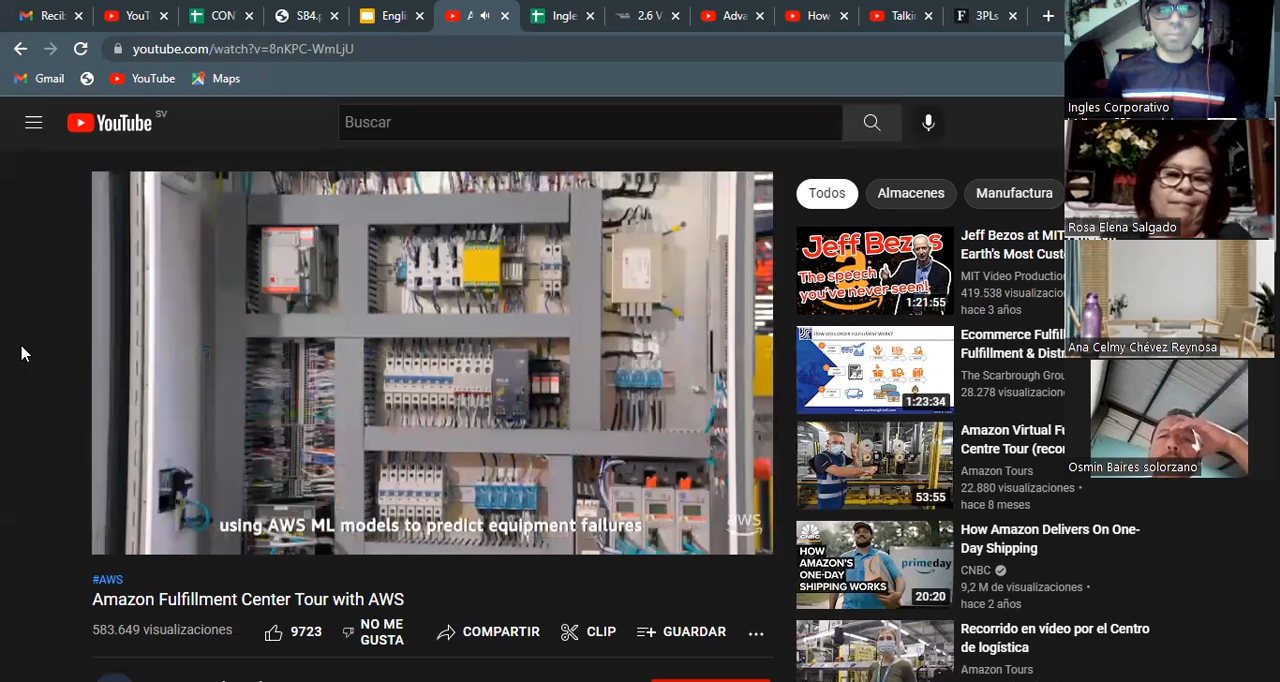 Recib
YouT
CON
SB4.p
Engli
A
Ingle
2.6 V
Adva
How
Talkin
3PLs
youtube.com/watch?v=8nKPC-WmLjU
Gmail
YouTube
Maps
YouTube SV
Buscar
using AWS ML models to predict equipment failures
aws
#AWS
Amazon Fulfillment Center Tour with AWS
583.649 visualizaciones
9723
NO ME GUSTA
COMPARTIR
CLIP
GUARDAR
Todos
Almacenes
Manufactura
Jeff Bezos
The speech you've never seen!
1:21:55
Jeff Bezos at MIT
Earth's Most Cust
MIT Video Productio
419.538 visualizacio
hace 3 años
1:23:34
Ecommerce Fulfill
Fulfillment & Distr
The Scarbrough Grou
28.278 visualizacion
53:55
Amazon Virtual Fu
Centre Tour (reco
Amazon Tours
22.880 visualizaciones •
hace 8 meses
CNBC
HOW
AMAZON'S
ONE-DAY
SHIPPING WORKS
primeday
20:20
How Amazon Delivers On One-
Day Shipping
CNBC
9,2 M de visualizaciones •
hace 2 años
Recorrido en vídeo por el Centro
de logística
Amazon Tours
Ingles Corporativo
Rosa Elena Salgado
Ana Celmy Chévez Reynosa
Osmin Baires solorzano